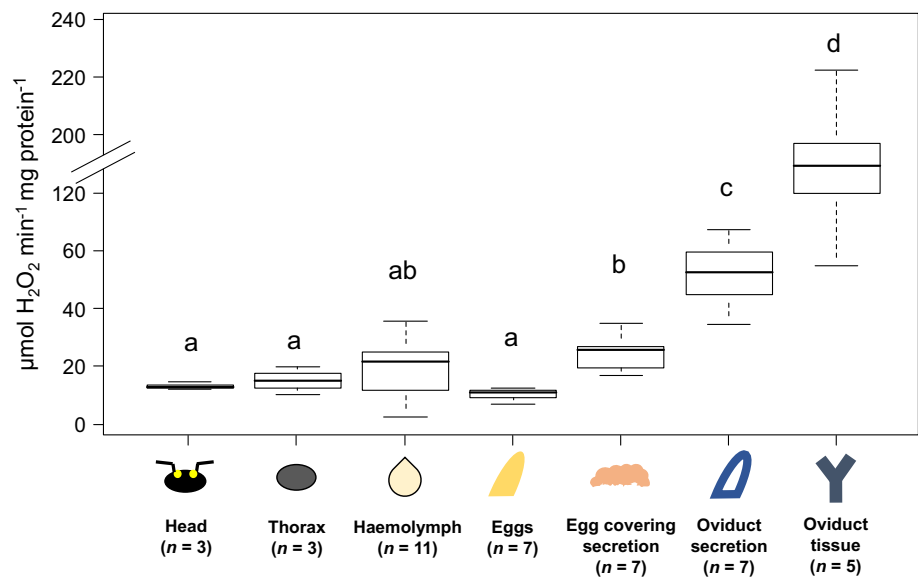 240
220
200
120
60
40
20
0
µmol H₂O₂ min⁻¹ mg protein⁻¹
a
a
ab
a
b
c
d
Head
(n = 3)
Thorax
(n = 3)
Haemolymph
(n = 11)
Eggs
(n = 7)
Egg covering
secretion
(n = 7)
Oviduct
secretion
(n = 7)
Oviduct
tissue
(n = 5)